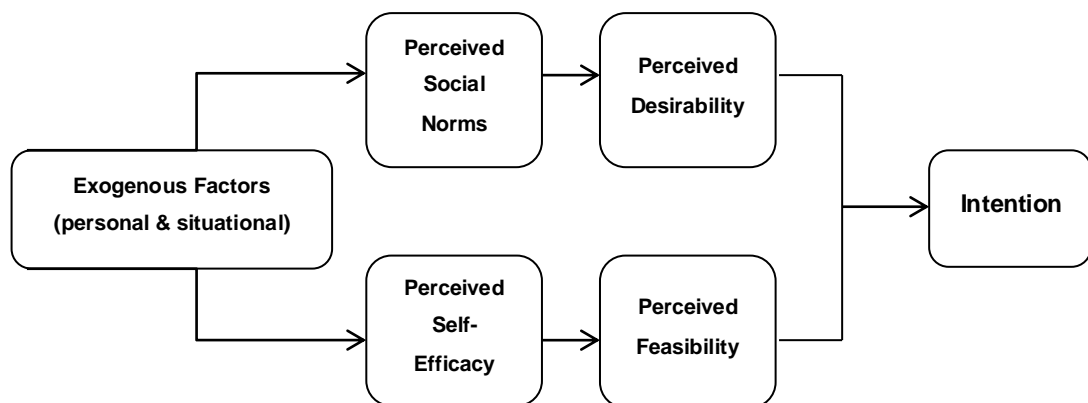 Perceived
Social
Norms
Perceived
Desirability
Exogenous Factors
(personal & situational)
Intention
Perceived
Self-
Efficacy
Perceived
Feasibility